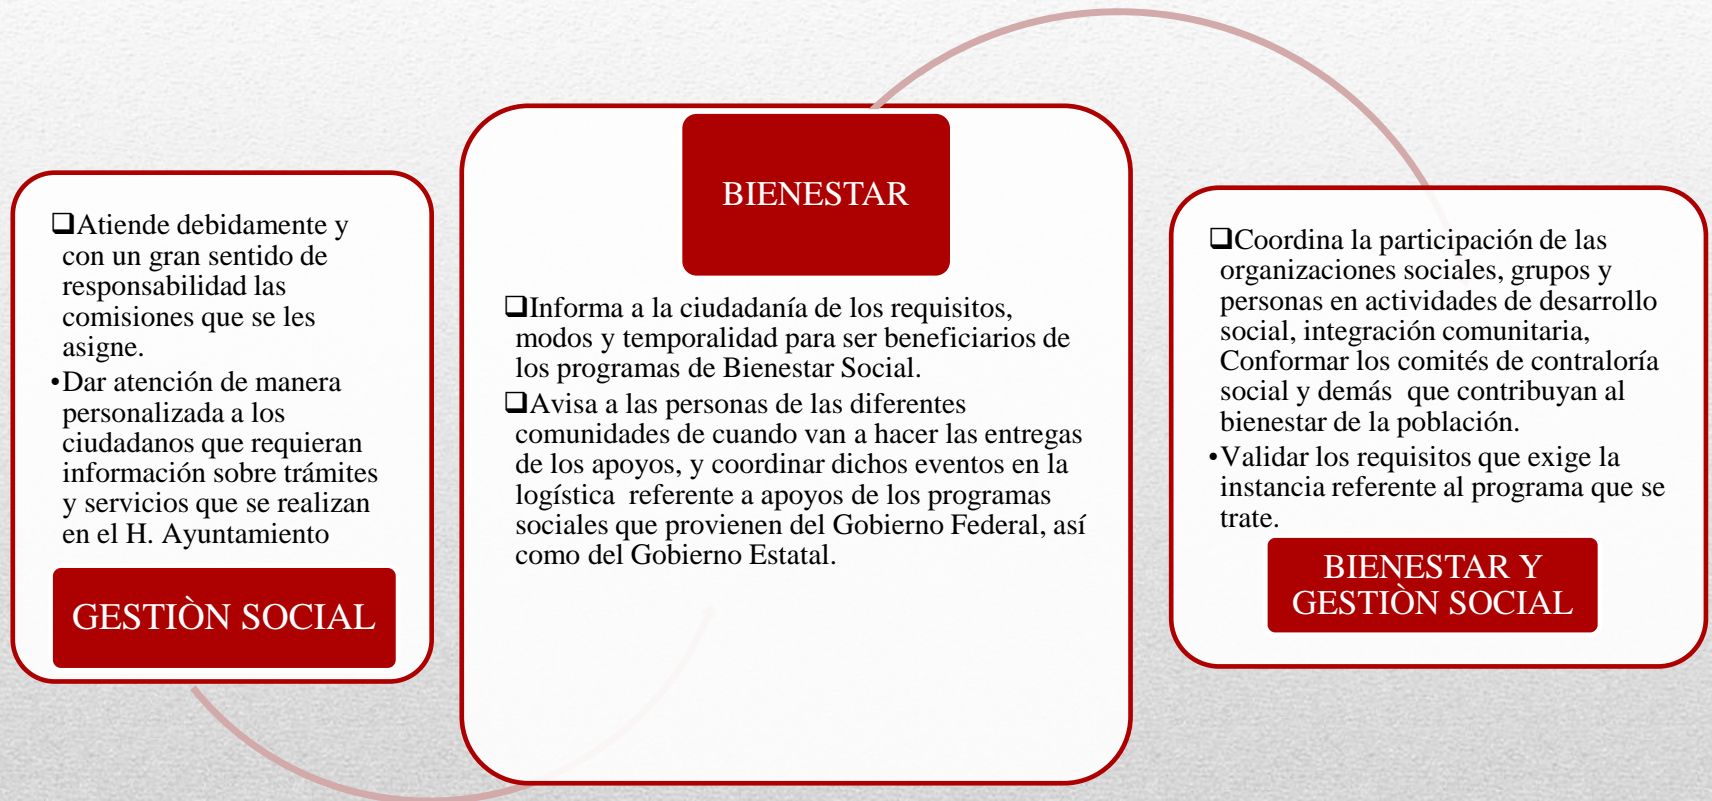 ❑Atiende debidamente y
con un gran sentido de
responsabilidad las
comisiones que se les
asigne.
•Dar atención de manera
personalizada a los
ciudadanos que requieran
información sobre trámites
y servicios que se realizan
en el H. Ayuntamiento
GESTIÒN SOCIAL
BIENESTAR
❑Informa a la ciudadanía de los requisitos,
modos y temporalidad para ser beneficiarios de
los programas de Bienestar Social.
❑Avisa a las personas de las diferentes
comunidades de cuando van a hacer las entregas
de los apoyos, y coordinar dichos eventos en la
logística  referente a apoyos de los programas
sociales que provienen del Gobierno Federal, así
como del Gobierno Estatal.
❑Coordina la participación de las
organizaciones sociales, grupos y
personas en actividades de desarrollo
social, integración comunitaria,
Conformar los comités de contraloría
social y demás  que contribuyan al
bienestar de la población.
•Validar los requisitos que exige la
instancia referente al programa que se
trate.
BIENESTAR Y
GESTIÒN SOCIAL